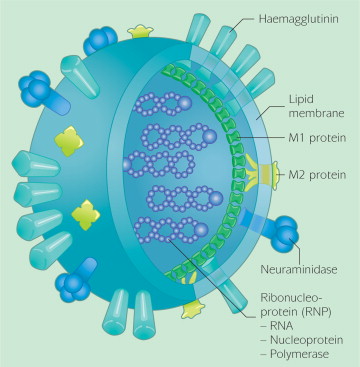 Haemagglutinin
Lipid
membrane
M1 protein
M2 protein
Neuraminidase
Ribonucleo-
protein (RNP)
– RNA
– Nucleoprotein
– Polymerase